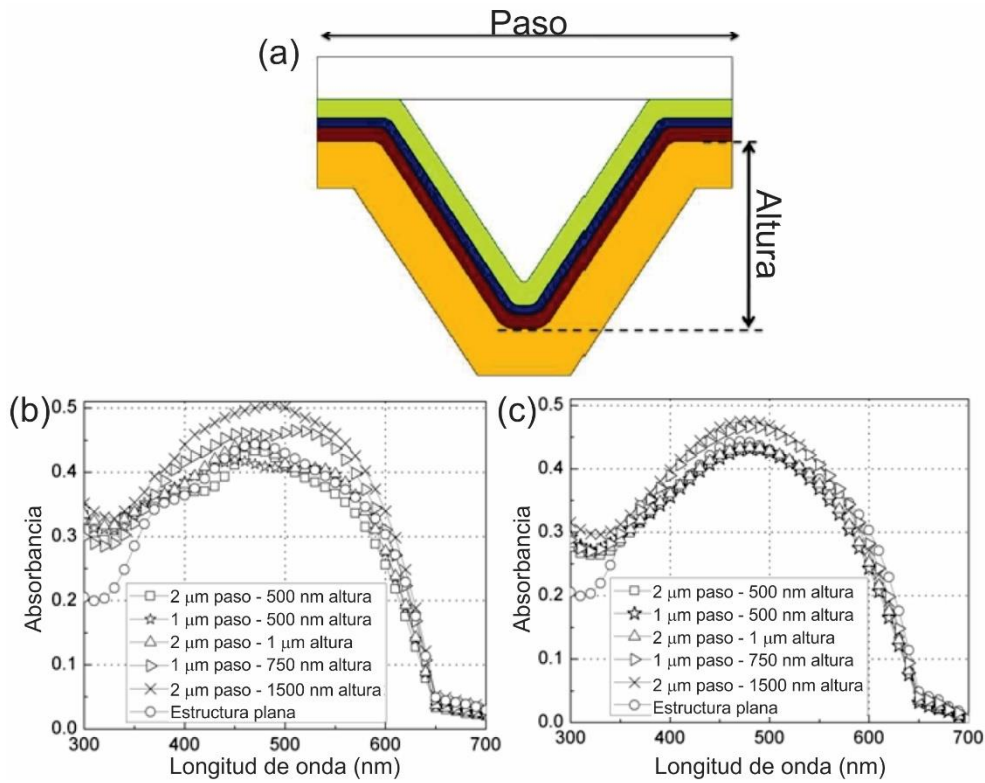 Paso
(a)
Altura
(b)
0.5
0.4
0.3
0.2
0.1
0.0
Absorbancia
2 μm paso - 500 nm altura
1 μm paso - 500 nm altura
2 μm paso - 1 μm altura
1 μm paso - 750 nm altura
2 μm paso - 1500 nm altura
Estructura plana
300 400 500 600 700
Longitud de onda (nm)
(c)
0.5
0.4
0.3
0.2
0.1
0.0
Absorbancia
2 μm paso - 500 nm altura
1 μm paso - 500 nm altura
2 μm paso - 1 μm altura
1 μm paso - 750 nm altura
2 μm paso - 1500 nm altura
Estructura plana
300 400 500 600 700
Longitud de onda (nm)